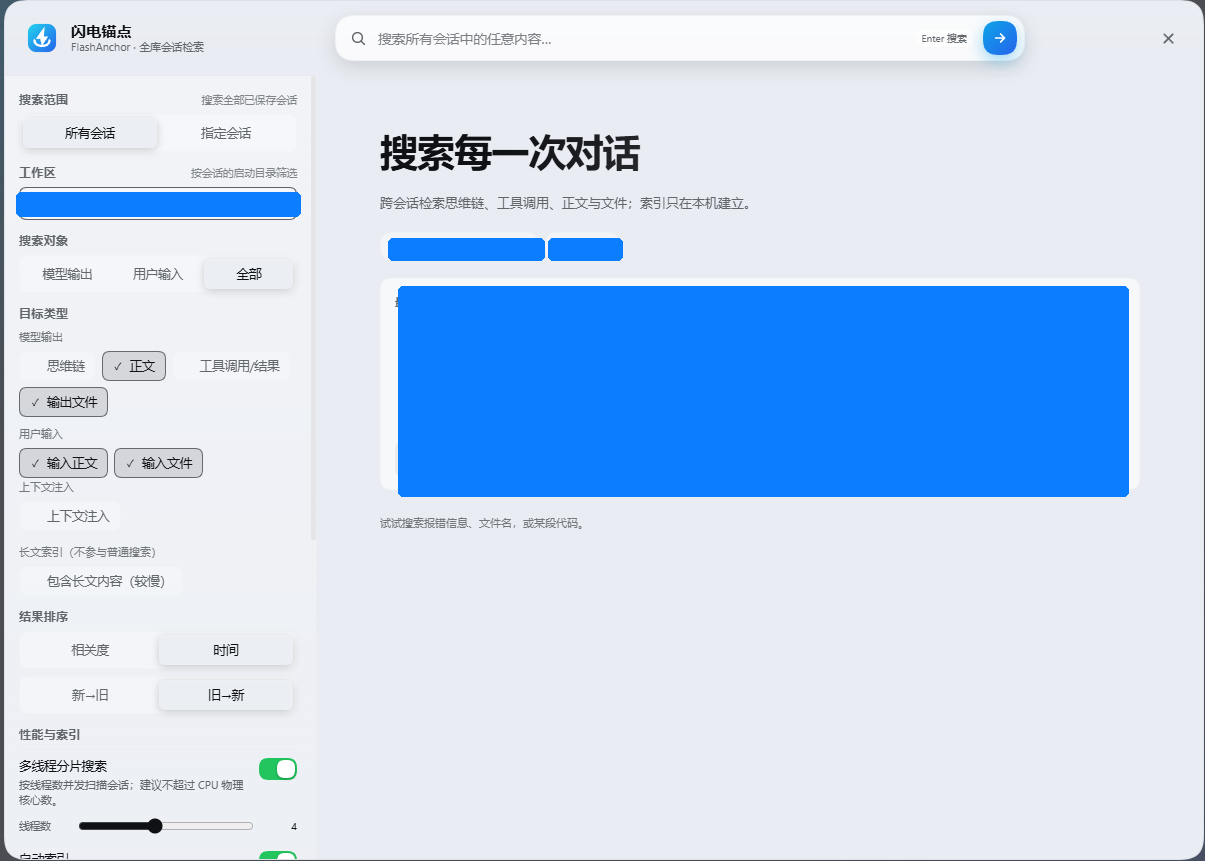 闪电锚点
FlashAnchor · 全库会话检索
搜索所有会话中的任意内容...
Enter 搜索
搜索范围
搜索全部已保存会话
所有会话
指定会话
工作区
按会话的启动目录筛选
搜索对象
模型输出
用户输入
全部
目标类型
模型输出
思维链
✓ 正文
工具调用/结果
✓ 输出文件
用户输入
✓ 输入正文
✓ 输入文件
上下文注入
上下文注入
长文索引（不参与普通搜索）
包含长文内容（较慢）
结果排序
相关度
时间
新→旧
旧→新
性能与索引
多线程分片搜索
按线程数并发扫描会话；建议不超过 CPU 物理
核心数。
线程数
4
自动索引
搜索每一次对话
跨会话检索思维链、工具调用、正文与文件；索引只在本机建立。
试试搜索报错信息、文件名，或某段代码。